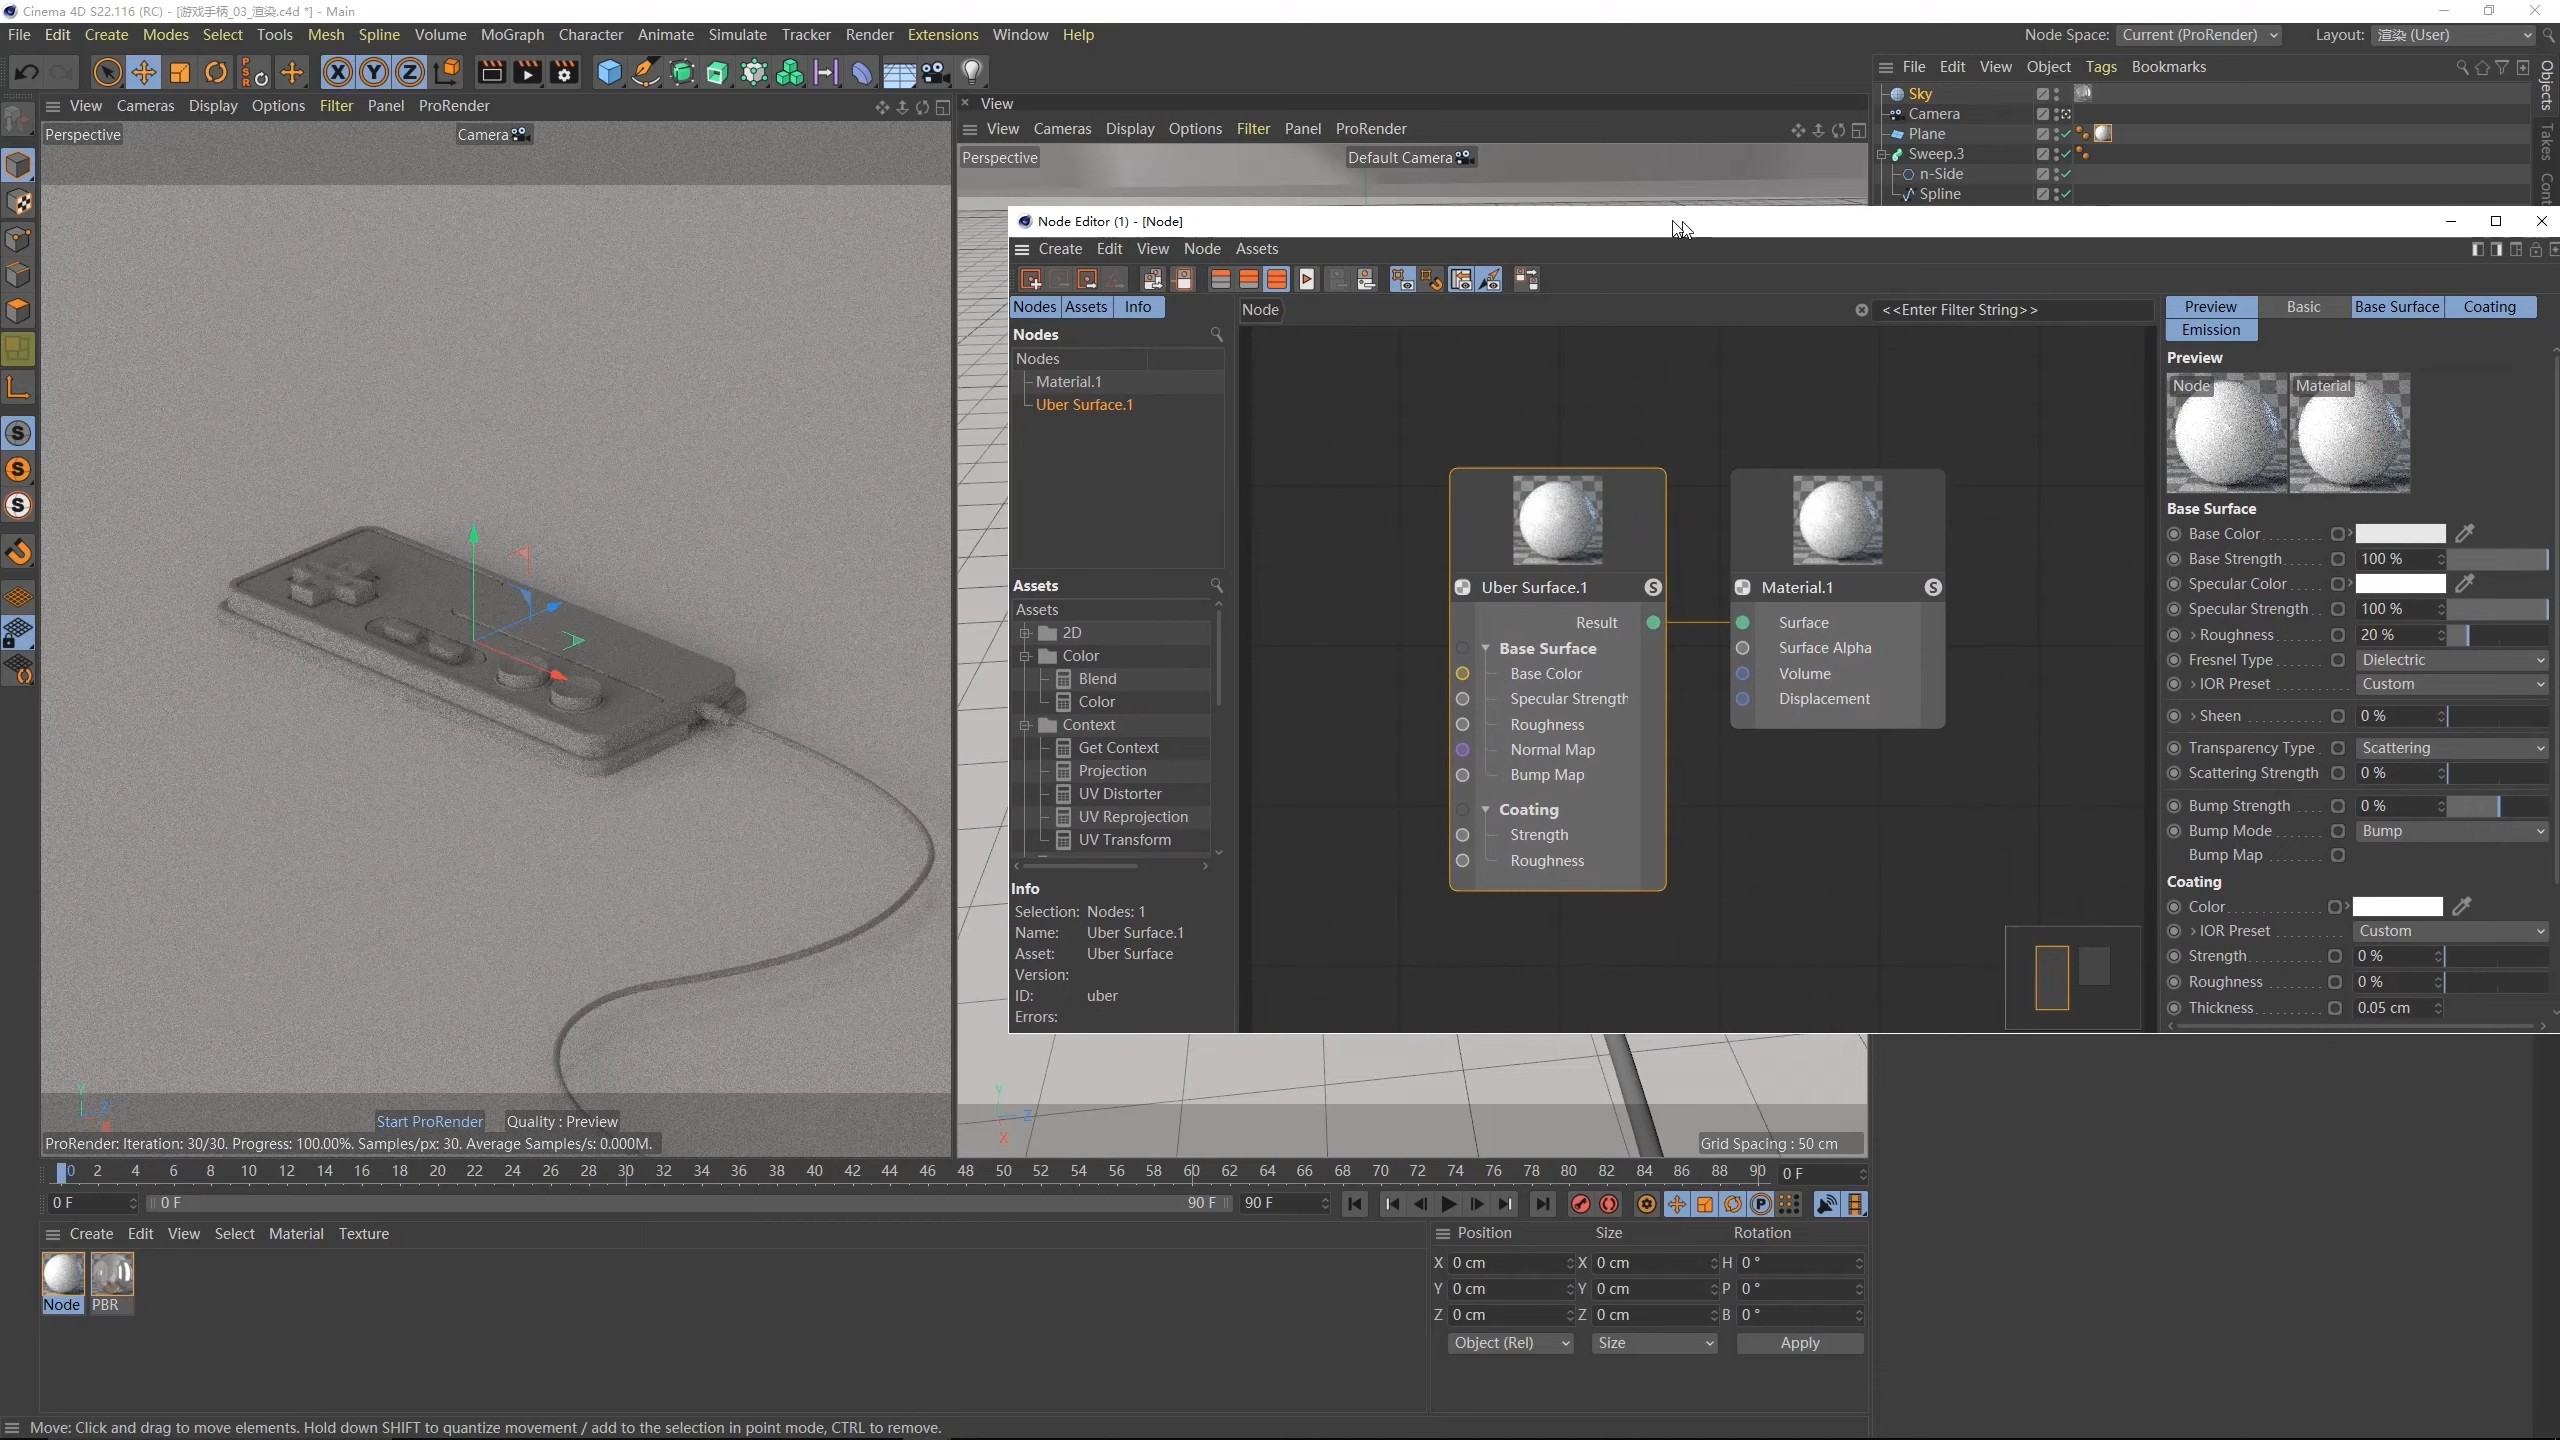 Cinema 4D S22.116 (RC) - [游戏手柄_03_渲染.c4d *] - Main
File Edit Create Modes Select Tools Mesh Spline Volume MoGraph Character Animate Simulate Tracker Render Extensions Window Help
Node Space: Current (ProRender) Layout: 渲染 (User)
PSR
X Y Z
File Edit View Object Tags Bookmarks
Objects
Takes
Sky
Camera
Plane
Sweep.3
n-Side
Spline
View Cameras Display Options Filter Panel ProRender
Perspective
Camera
View
View Cameras Display Options Filter Panel ProRender
Perspective
Default Camera
Node Editor (1) - [Node]
Create Edit View Node Assets
Nodes Assets Info
Nodes
Nodes
Material.1
Uber Surface.1
Assets
Assets
2D
Color
Blend
Color
Context
Get Context
Projection
UV Distorter
UV Reprojection
UV Transform
Info
Selection: Nodes: 1
Name: Uber Surface.1
Asset: Uber Surface
Version:
ID: uber
Errors:
Node
<<Enter Filter String>>
Uber Surface.1 S
Result
Base Surface
Base Color
Specular Strength
Roughness
Normal Map
Bump Map
Coating
Strength
Roughness
Material.1 S
Surface
Surface Alpha
Volume
Displacement
Preview Basic Base Surface Coating
Emission
Preview
Node Material
Base Surface
Base Color
Base Strength 100 %
Specular Color
Specular Strength 100 %
Roughness 20 %
Fresnel Type Dielectric
IOR Preset Custom
Sheen 0 %
Transparency Type Scattering
Scattering Strength 0 %
Bump Strength 0 %
Bump Mode Bump
Bump Map
Coating
Color
IOR Preset Custom
Strength 0 %
Roughness 0 %
Thickness 0.05 cm
Y Z X
Start ProRender Quality : Preview
ProRender: Iteration: 30/30. Progress: 100.00%. Samples/px: 30. Average Samples/s: 0.000M.
Y Z X
Grid Spacing : 50 cm
0 2 4 6 8 10 12 14 16 18 20 22 24 26 28 30 32 34 36 38 40 42 44 46 48 50 52 54 56 58 60 62 64 66 68 70 72 74 76 78 80 82 84 86 88 90 0 F
0 F 0 F 90 F 90 F
Create Edit View Select Material Texture
Node PBR
Position Size Rotation
X 0 cm X 0 cm H 0 °
Y 0 cm Y 0 cm P 0 °
Z 0 cm Z 0 cm B 0 °
Object (Rel) Size Apply
Move: Click and drag to move elements. Hold down SHIFT to quantize movement / add to the selection in point mode, CTRL to remove.